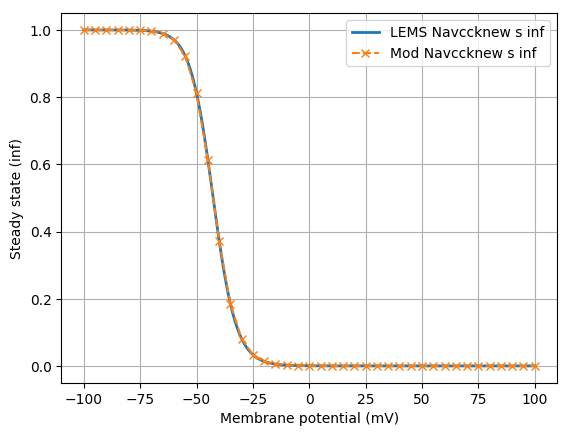 LEMS Navccknew s inf
Mod Navccknew s inf
Steady state (inf)
1.0
0.8
0.6
0.4
0.2
0.0
−100 −75 −50 −25 0 25 50 75 100
Membrane potential (mV)